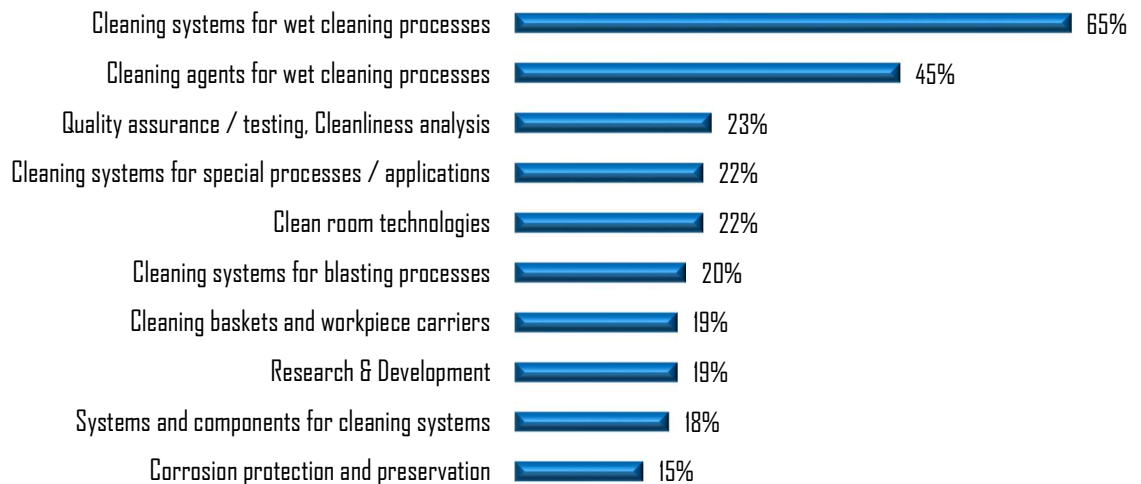 Cleaning systems for wet cleaning processes 65%
Cleaning agents for wet cleaning processes 45%
Quality assurance / testing, Cleanliness analysis 23%
Cleaning systems for special processes / applications 22%
Clean room technologies 22%
Cleaning systems for blasting processes 20%
Cleaning baskets and workpiece carriers 19%
Research & Development 19%
Systems and components for cleaning systems 18%
Corrosion protection and preservation 15%